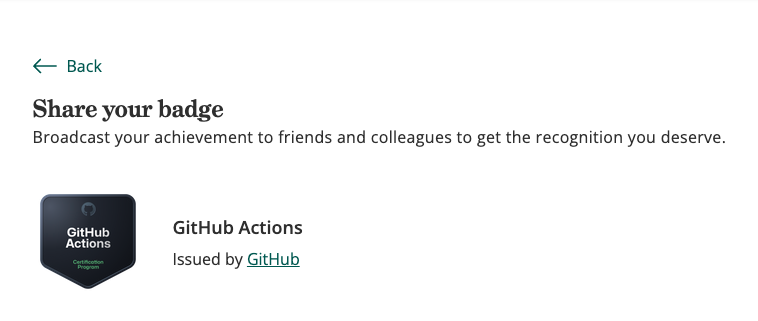 Back
Share your badge
Broadcast your achievement to friends and colleagues to get the recognition you deserve.
GitHub
Actions
Certification
Program
GitHub Actions
Issued by GitHub